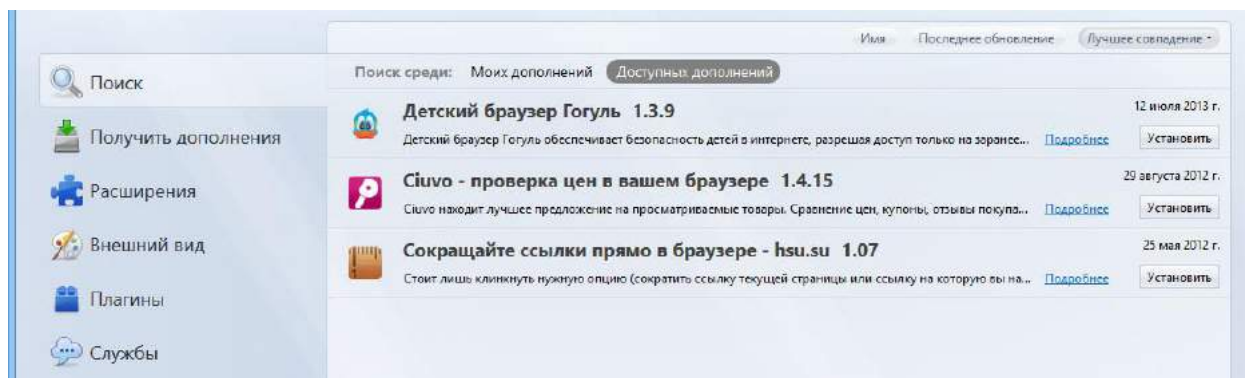 Имя Последнее обновление Лучшее совпадение
Поиск
Поиск среди: Моих дополнений Доступных дополнений
Получить дополнения
Расширения
Внешний вид
Плагины
Службы
Детский браузер Гогуль 1.3.9 12 июля 2013 г.
Детский браузер Гогуль обеспечивает безопасность детей в интернете, разрешая доступ только на заранее... Подробнее Установить
Ciuvo - проверка цен в вашем браузере 1.4.15 29 августа 2012 г.
Ciuvo находит лучшее предложение на просматриваемые товары. Сравнение цен, купоны, отзывы покупа... Подробнее Установить
Сокращайте ссылки прямо в браузере - hsu.su 1.07 25 мая 2012 г.
Стоит лишь кликнуть нужную опцию (сократить ссылку текущей страницы или ссылку на которую вы на... Подробнее Установить